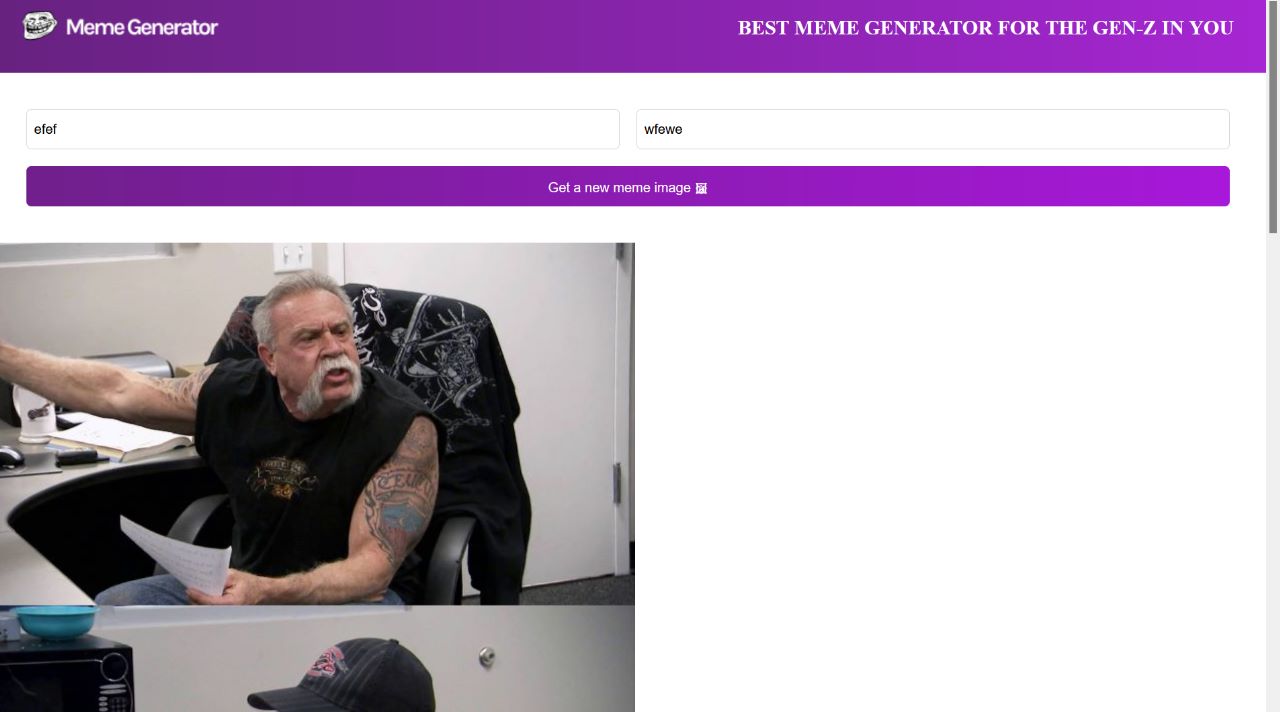 Meme Generator
BEST MEME GENERATOR FOR THE GEN-Z IN YOU
efef
wfewe
Get a new meme image 🖼